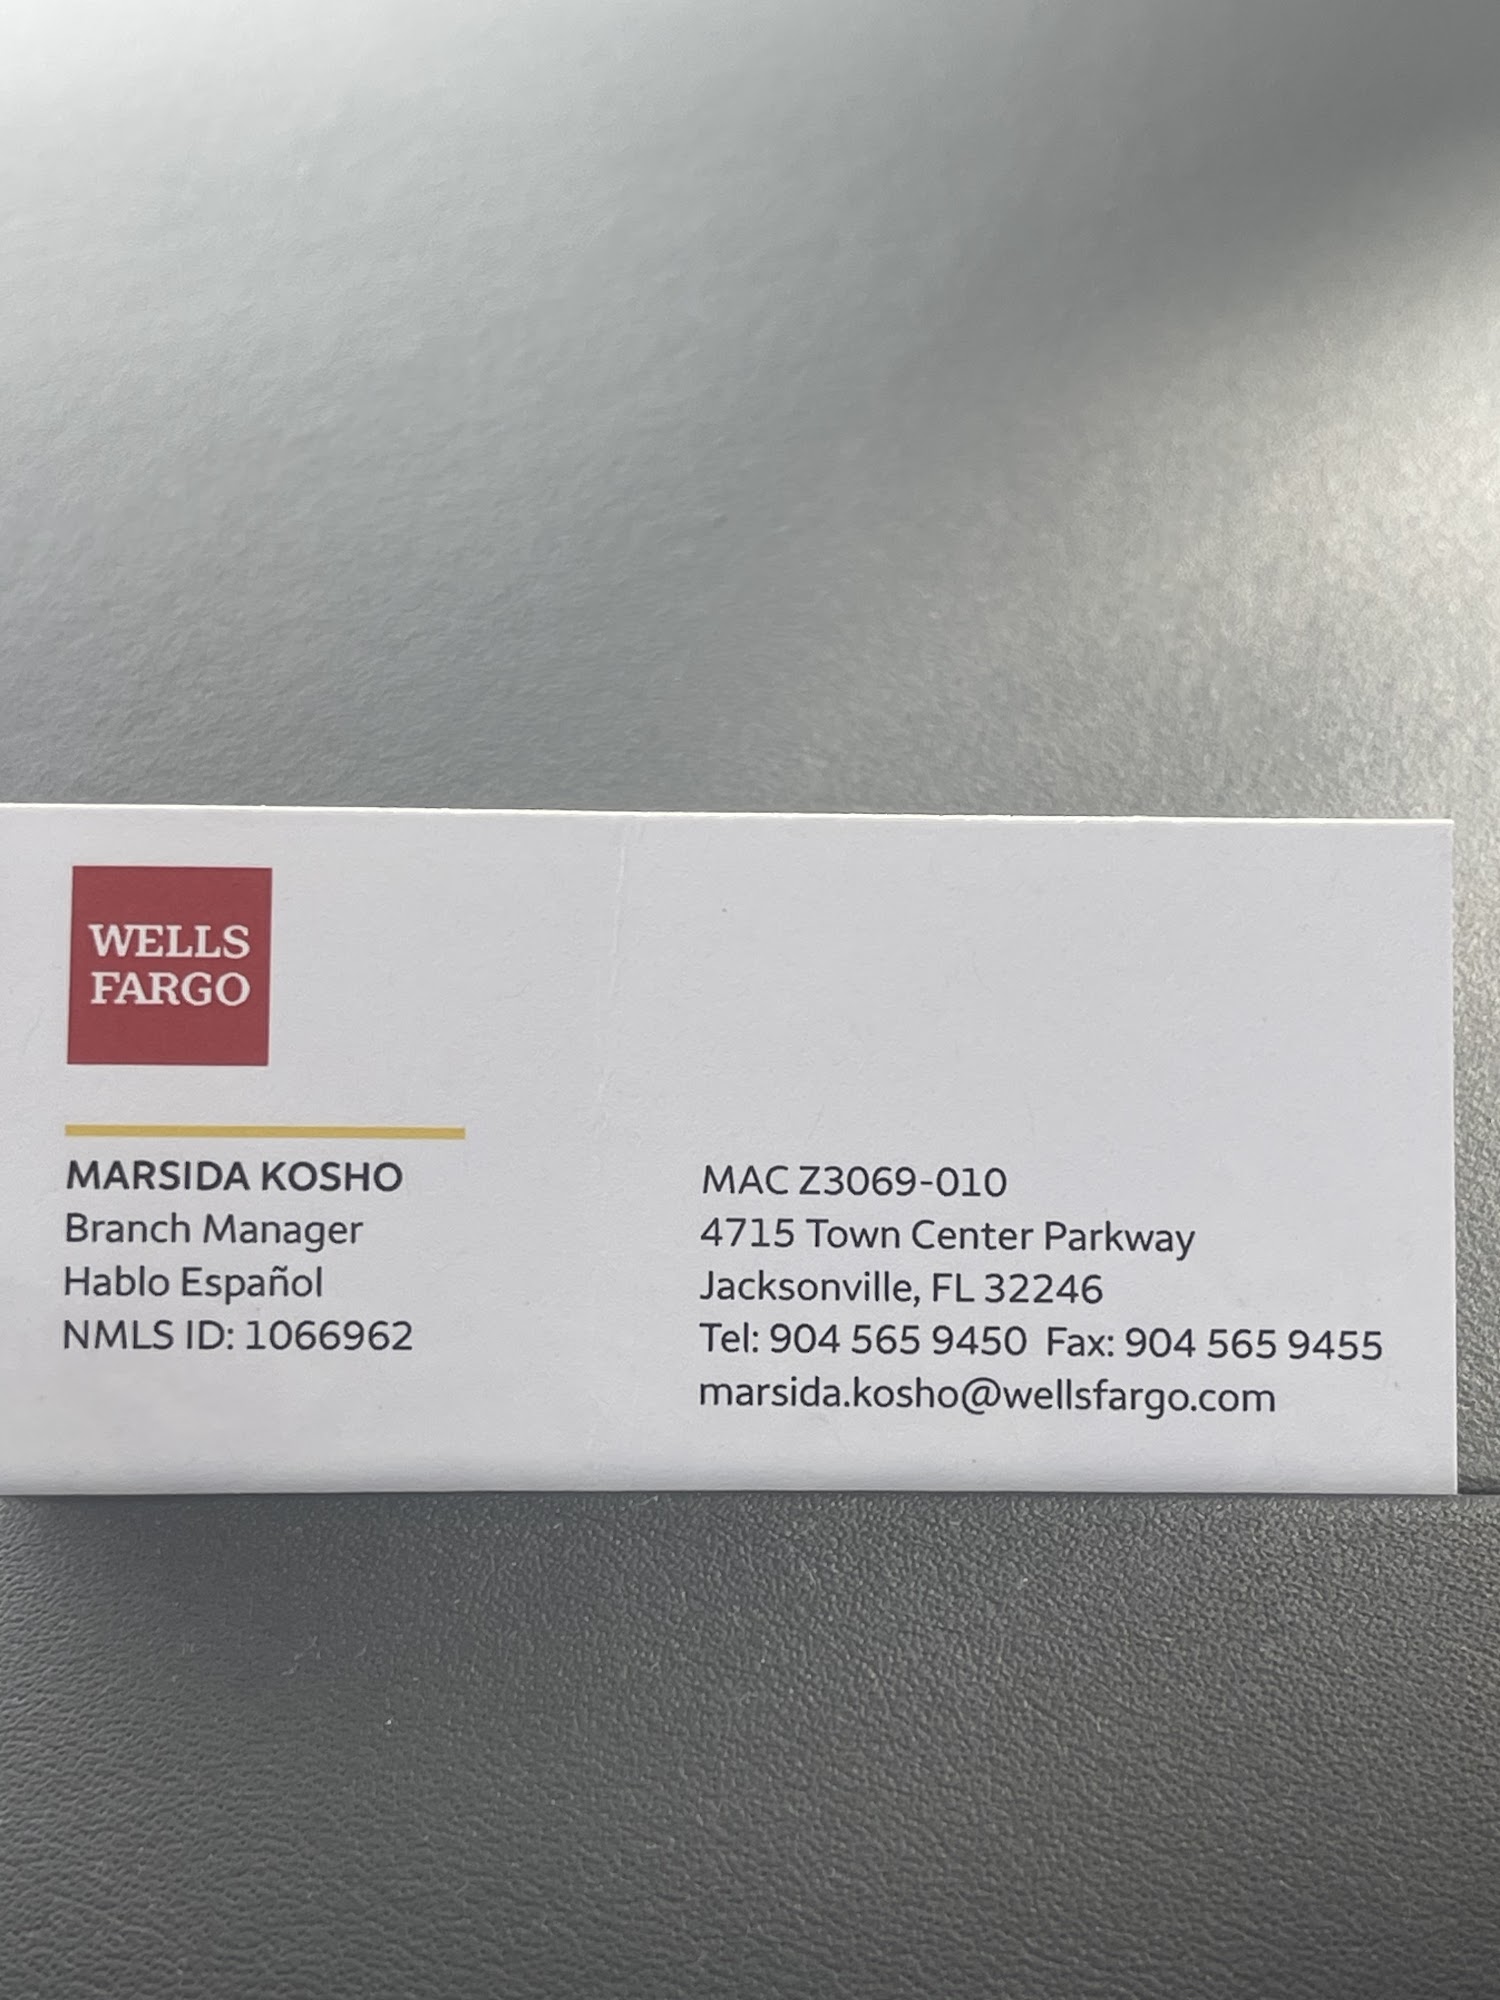 WELLS
FARGO
MARSIDA KOSHO
Branch Manager
Hablo Español
NMLS ID: 1066962
MAC Z3069-010
4715 Town Center Parkway
Jacksonville, FL 32246
Tel: 904 565 9450 Fax: 904 565 9455
marsida.kosho@wellsfargo.com